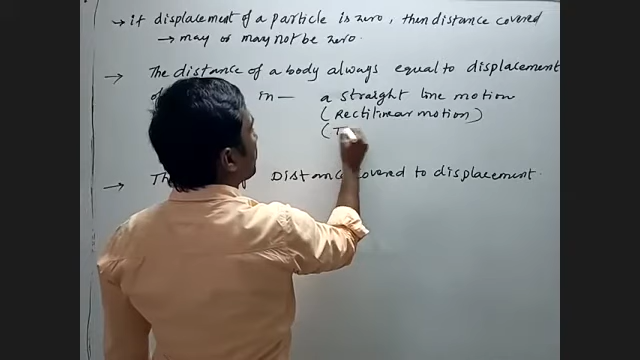 → if displacement of a particle is zero, then distance covered
→ may or may not be zero.
→ The distance of a body always equal to displacement
in — a straight line motion
(Rectilinear motion)
(T
→ Distance covered to displacement.